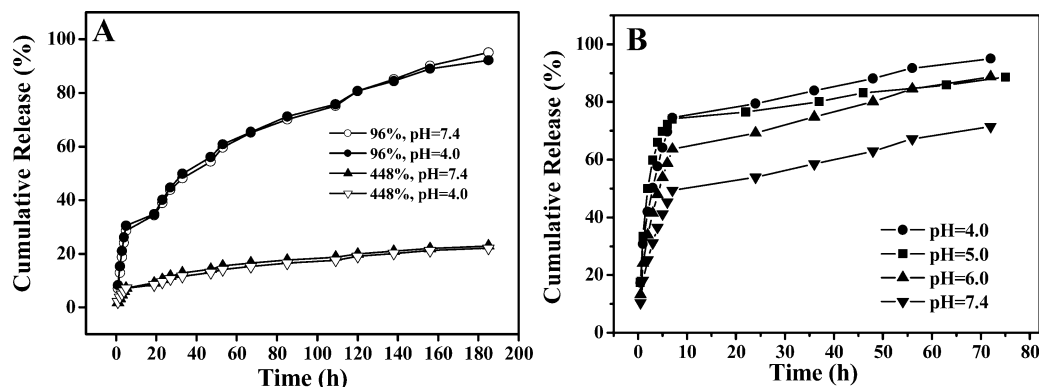 A
Cumulative Release (%)
100
80
60
40
20
0
96%, pH=7.4
96%, pH=4.0
448%, pH=7.4
448%, pH=4.0
0 20 40 60 80 100 120 140 160 180 200
Time (h)
B
Cumulative Release (%)
100
80
60
40
20
0
pH=4.0
pH=5.0
pH=6.0
pH=7.4
0 10 20 30 40 50 60 70 80
Time (h)